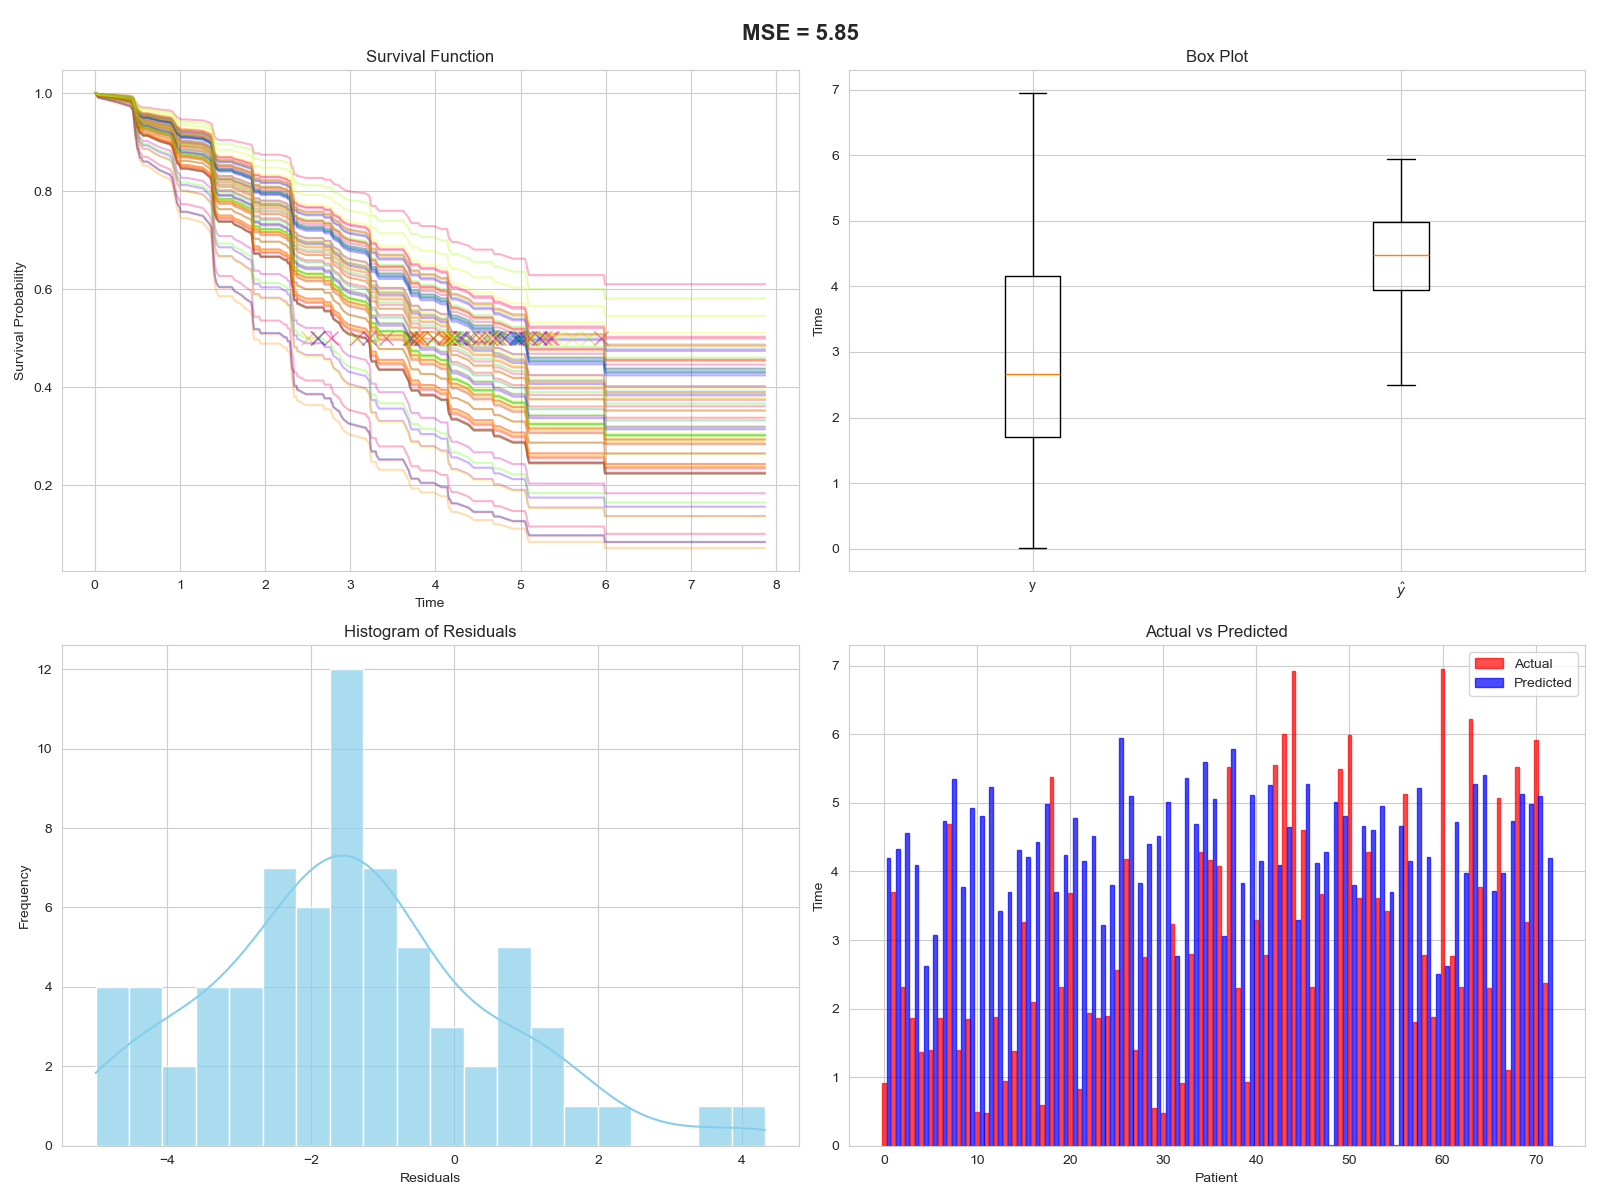 MSE = 5.85
Survival Function
Survival Probability
1.0
0.8
0.6
0.4
0.2
0 1 2 3 4 5 6 7 8
Time
Box Plot
Time
7
6
5
4
3
2
1
0
y ŷ
Histogram of Residuals
Frequency
12
10
8
6
4
2
0
−4 −2 0 2 4
Residuals
Actual vs Predicted
Actual
Predicted
Time
7
6
5
4
3
2
1
0
0 10 20 30 40 50 60 70
Patient